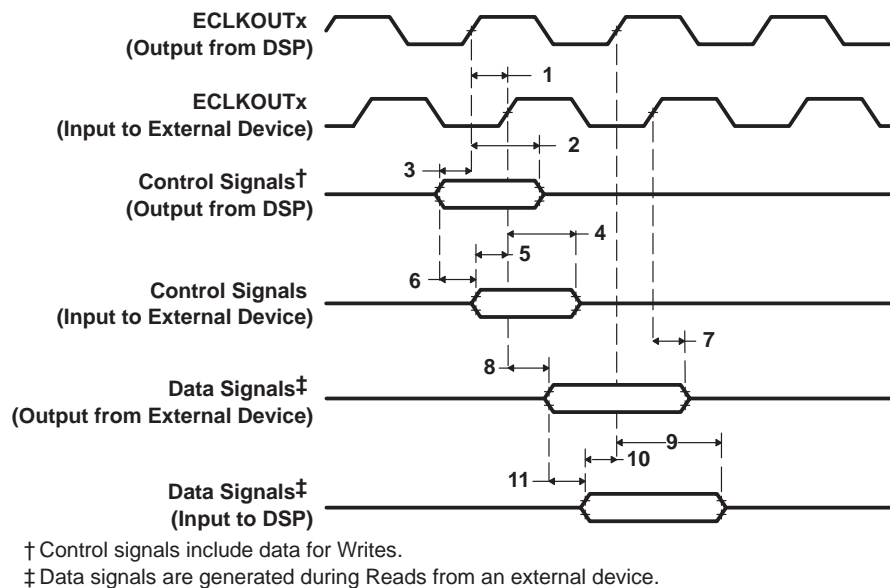 ECLKOUTx
(Output from DSP)
1
ECLKOUTx
(Input to External Device)
2
3
Control Signals†
(Output from DSP)
4
5
6
Control Signals
(Input to External Device)
7
8
Data Signals‡
(Output from External Device)
9
10
11
Data Signals‡
(Input to DSP)
† Control signals include data for Writes.
‡ Data signals are generated during Reads from an external device.